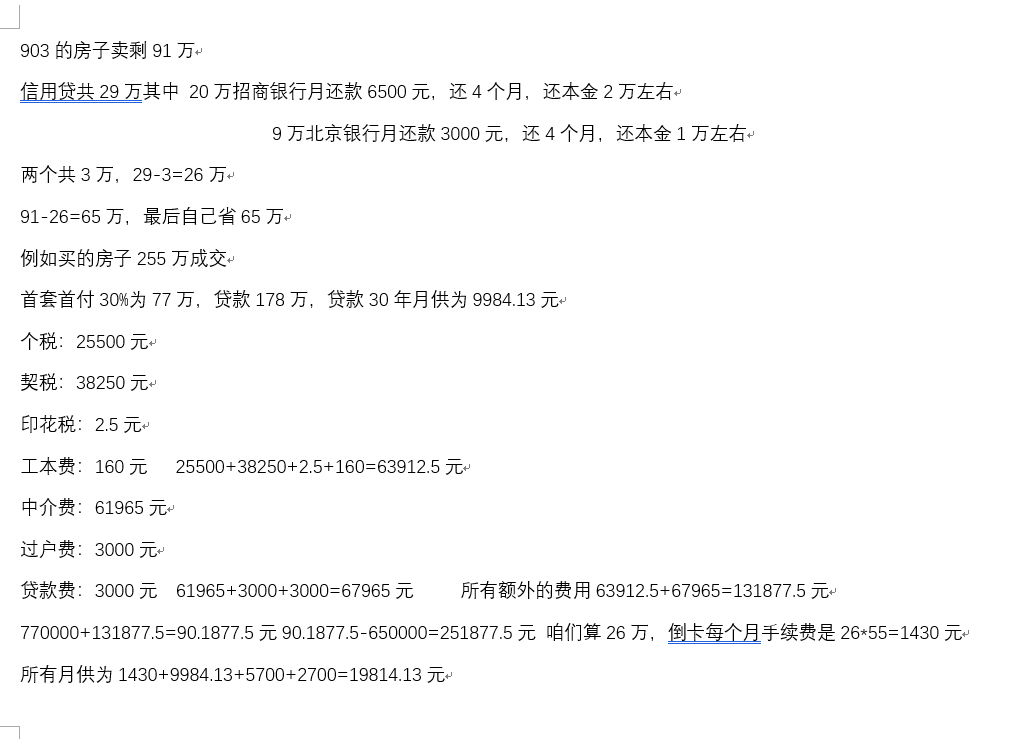 903 的房子卖剩 91 万
信用贷共 29 万其中 20 万招商银行月还款 6500 元，还 4 个月，还本金 2 万左右
9 万北京银行月还款 3000 元，还 4 个月，还本金 1 万左右
两个共 3 万，29-3=26 万
91-26=65 万，最后自己省 65 万
例如买的房子 255 万成交
首套首付 30%为 77 万，贷款 178 万，贷款 30 年月供为 9984.13 元
个税：25500 元
契税：38250 元
印花税：2.5 元
工本费：160 元 25500+38250+2.5+160=63912.5 元
中介费：61965 元
过户费：3000 元
贷款费：3000 元 61965+3000+3000=67965 元 所有额外的费用 63912.5+67965=131877.5 元
770000+131877.5=90.1877.5 元 90.1877.5-650000=251877.5 元 咱们算 26 万，倒卡每个月手续费是 26*55=1430 元
所有月供为 1430+9984.13+5700+2700=19814.13 元